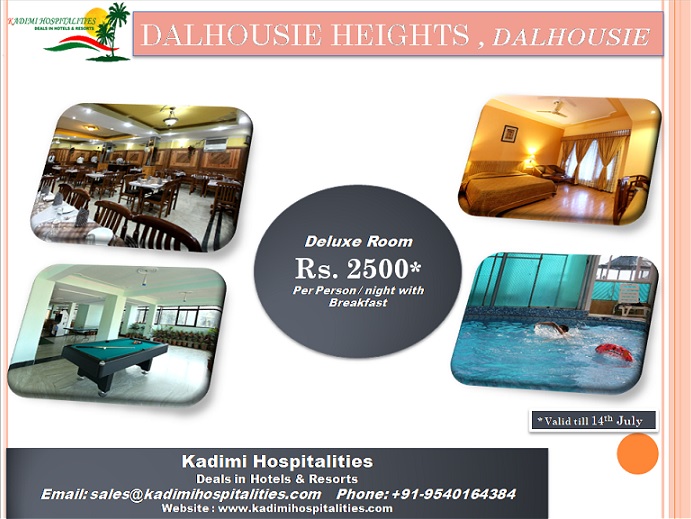 KADIMI HOSPITALITIES
DEALS IN HOTELS & RESORTS
DALHOUSIE HEIGHTS , DALHOUSIE
Deluxe Room
Rs. 2500*
Per Person / night with
Breakfast
* Valid till 14th July
Kadimi Hospitalities
Deals in Hotels & Resorts
Email: sales@kadimihospitalities.com Phone: +91-9540164384
Website : www.kadimihospitalities.com